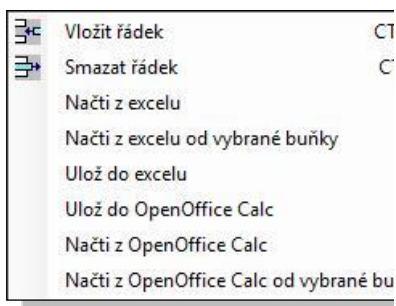 Vložit řádek CT
Smazat řádek CT
Načti z excelu
Načti z excelu od vybrané buňky
Ulož do excelu
Ulož do OpenOffice Calc
Načti z OpenOffice Calc
Načti z OpenOffice Calc od vybrané bu